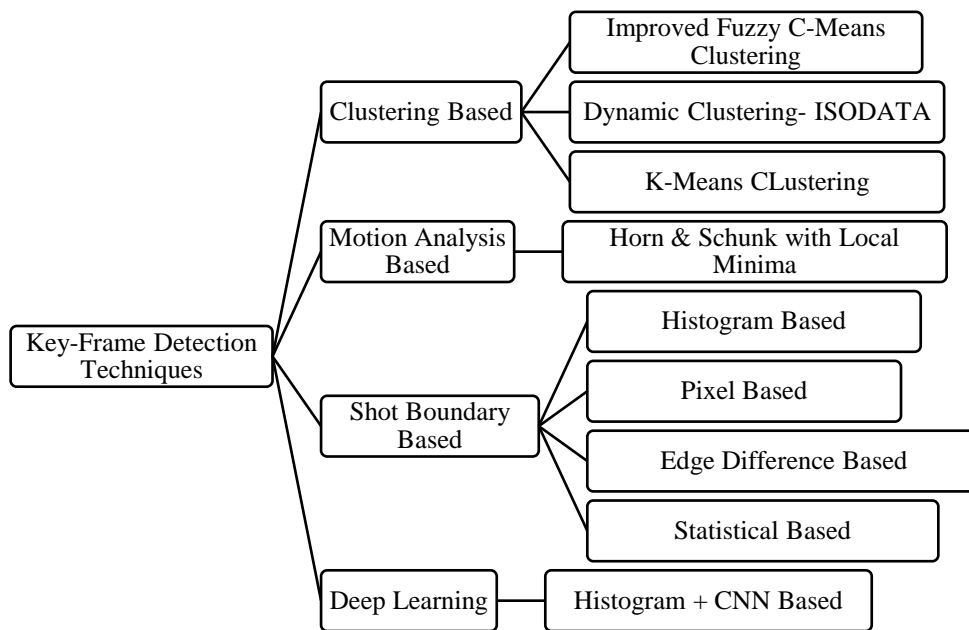 Improved Fuzzy C-Means
Clustering
Clustering Based
Dynamic Clustering- ISODATA
K-Means CLustering
Motion Analysis
Based
Horn & Schunk with Local
Minima
Key-Frame Detection
Techniques
Histogram Based
Pixel Based
Shot Boundary
Based
Edge Difference Based
Statistical Based
Deep Learning
Histogram + CNN Based